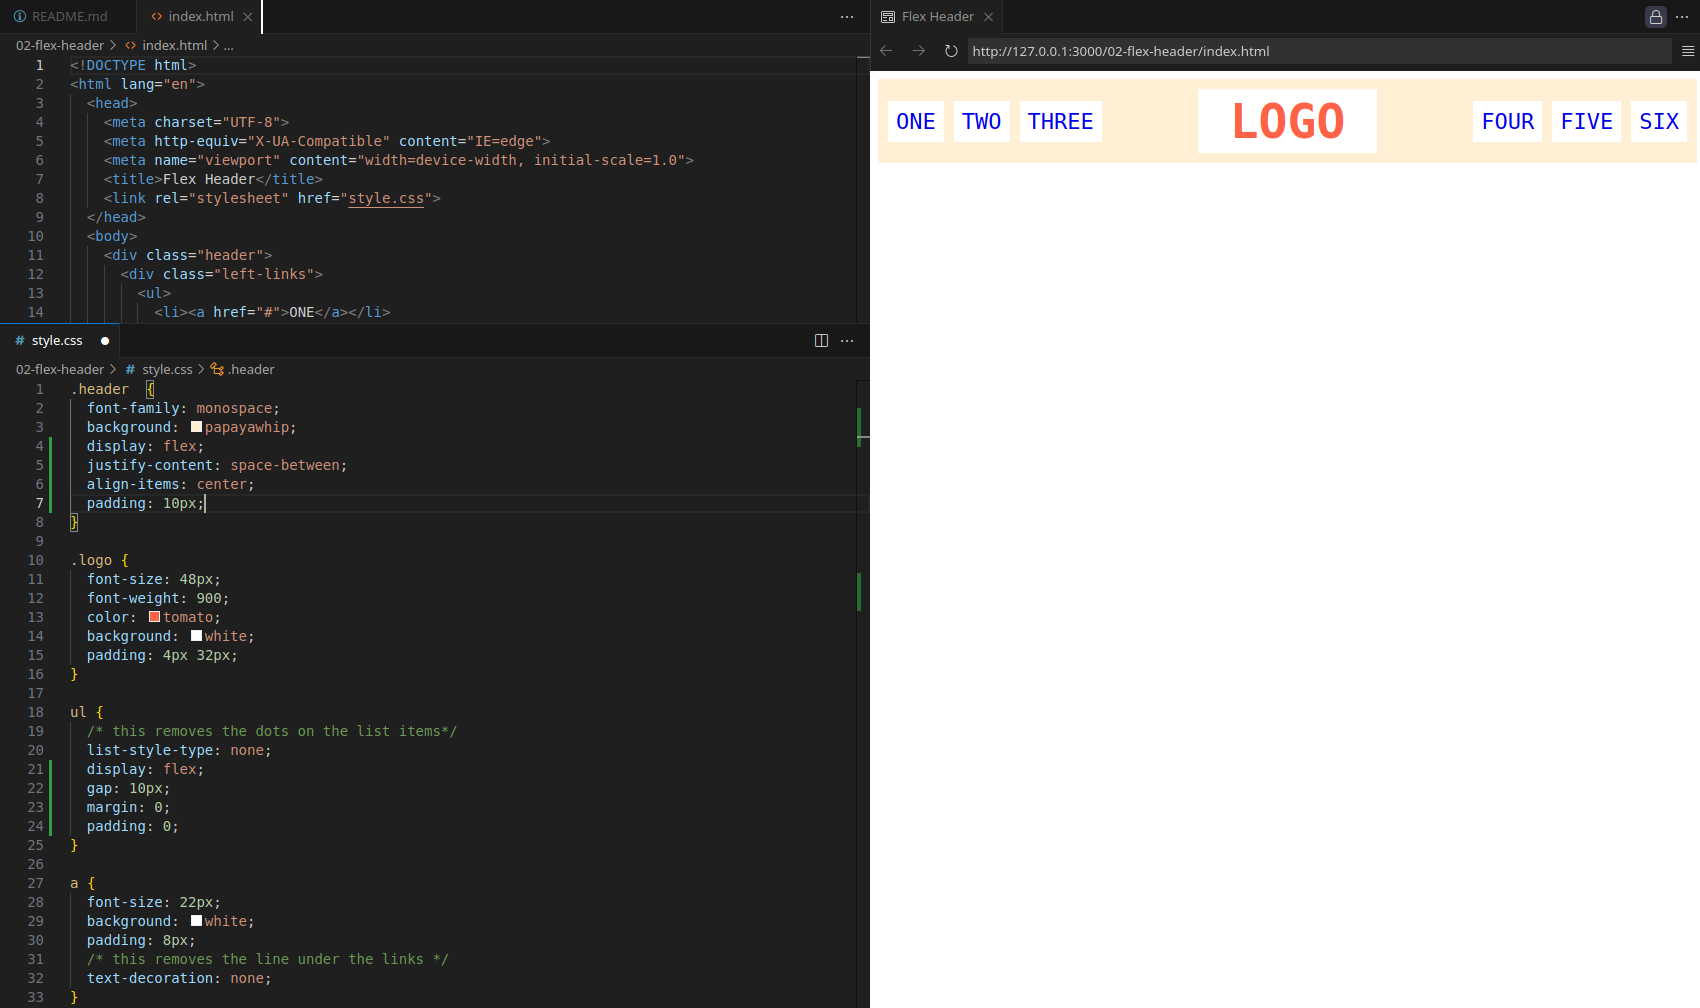 README.md
index.html
02-flex-header > index.html > ...
1 <!DOCTYPE html>
2 <html lang="en">
3 <head>
4 <meta charset="UTF-8">
5 <meta http-equiv="X-UA-Compatible" content="IE=edge">
6 <meta name="viewport" content="width=device-width, initial-scale=1.0">
7 <title>Flex Header</title>
8 <link rel="stylesheet" href="style.css">
9 </head>
10 <body>
11 <div class="header">
12 <div class="left-links">
13 <ul>
14 <li><a href="#">ONE</a></li>
# style.css
02-flex-header > # style.css > .header
1 .header  {
2 font-family: monospace;
3 background: papayawhip;
4 display: flex;
5 justify-content: space-between;
6 align-items: center;
7 padding: 10px;
8 }
9
10 .logo {
11 font-size: 48px;
12 font-weight: 900;
13 color: tomato;
14 background: white;
15 padding: 4px 32px;
16 }
17
18 ul {
19 /* this removes the dots on the list items*/
20 list-style-type: none;
21 display: flex;
22 gap: 10px;
23 margin: 0;
24 padding: 0;
25 }
26
27 a {
28 font-size: 22px;
29 background: white;
30 padding: 8px;
31 /* this removes the line under the links */
32 text-decoration: none;
33 }
Flex Header
http://127.0.0.1:3000/02-flex-header/index.html
ONE TWO THREE LOGO FOUR FIVE SIX